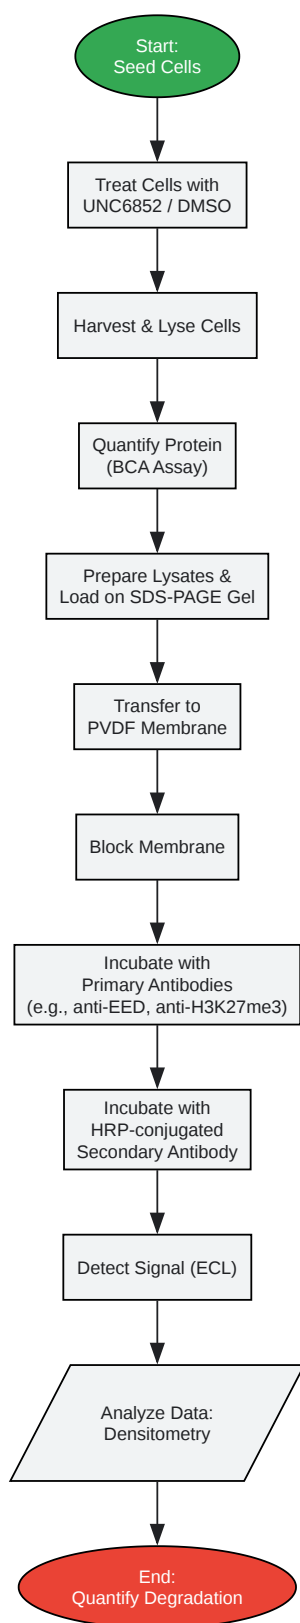 Start:
Seed Cells
Treat Cells with
UNC6852 / DMSO
Harvest & Lyse Cells
Quantify Protein
(BCA Assay)
Prepare Lysates &
Load on SDS-PAGE Gel
Transfer to
PVDF Membrane
Block Membrane
Incubate with
Primary Antibodies
(e.g., anti-EED, anti-H3K27me3)
Incubate with
HRP-conjugated
Secondary Antibody
Detect Signal (ECL)
Analyze Data:
Densitometry
End:
Quantify Degradation